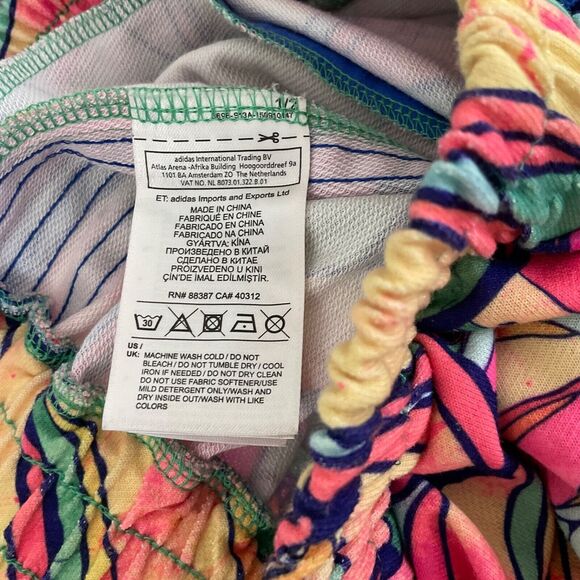 1/2
adidas International Trading BV
Atlas Arena -Afrika Building Hoogoorddreef 9a
1101 BA Amsterdam ZO The Netherlands
VAT NO. NL 8073.01.322.B.01
ET: adidas Imports and Exports Ltd
MADE IN CHINA
FABRIQUÉ EN CHINE
FABRICADO EN CHINA
FABRICADO NA CHINA
GYÁRTVA: KÍNA
ПРОИЗВЕДЕНО В КИТАЙ
СДЕЛАНО В КИТАЕ
PROIZVEDENO U KINI
ÇİN'DE İMAL EDİLMİŞTİR
RN# 88387 CA# 40312
30
US /
UK: MACHINE WASH COLD / DO NOT
BLEACH / DO NOT TUMBLE DRY / COOL
IRON IF NEEDED / DO NOT DRY CLEAN
DO NOT USE FABRIC SOFTENER/USE
MILD DETERGENT ONLY/WASH AND
DRY INSIDE OUT/WASH WITH LIKE
COLORS